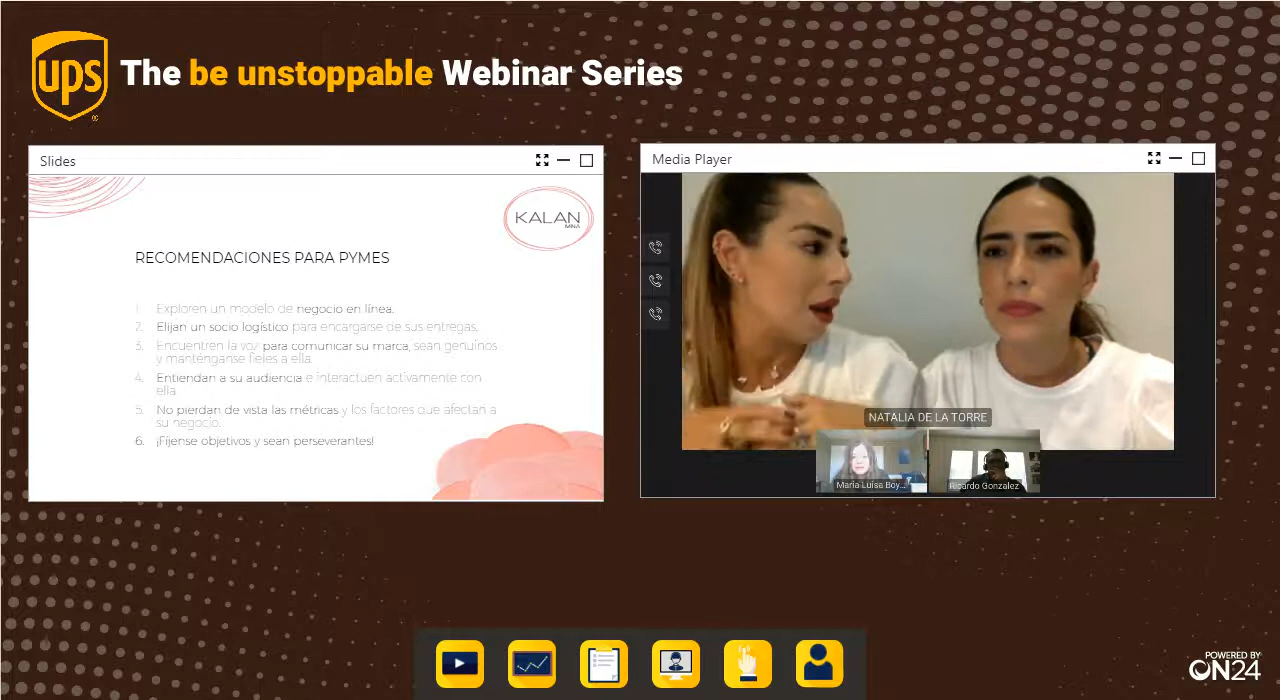 ups
The be unstoppable Webinar Series
Slides
KALAN
MINA
RECOMENDACIONES PARA PYMES
1. Exploren un modelo de negocio en línea.
2. Elijan un socio logístico para encargarse de sus entregas.
3. Encuentren la voz para comunicar su marca, sean genuinos
y manténganse fieles a ella.
4. Entiendan a su audiencia e interactuen activamente con
ella.
5. No pierdan de vista las métricas y los factores que afectan a
su negocio.
6. ¡Fíjense objetivos y sean perseverantes!
Media Player
NATALIA DE LA TORRE
Maria-Luisa Boy...
Ricardo Gonzalez
POWERED BY
ON24